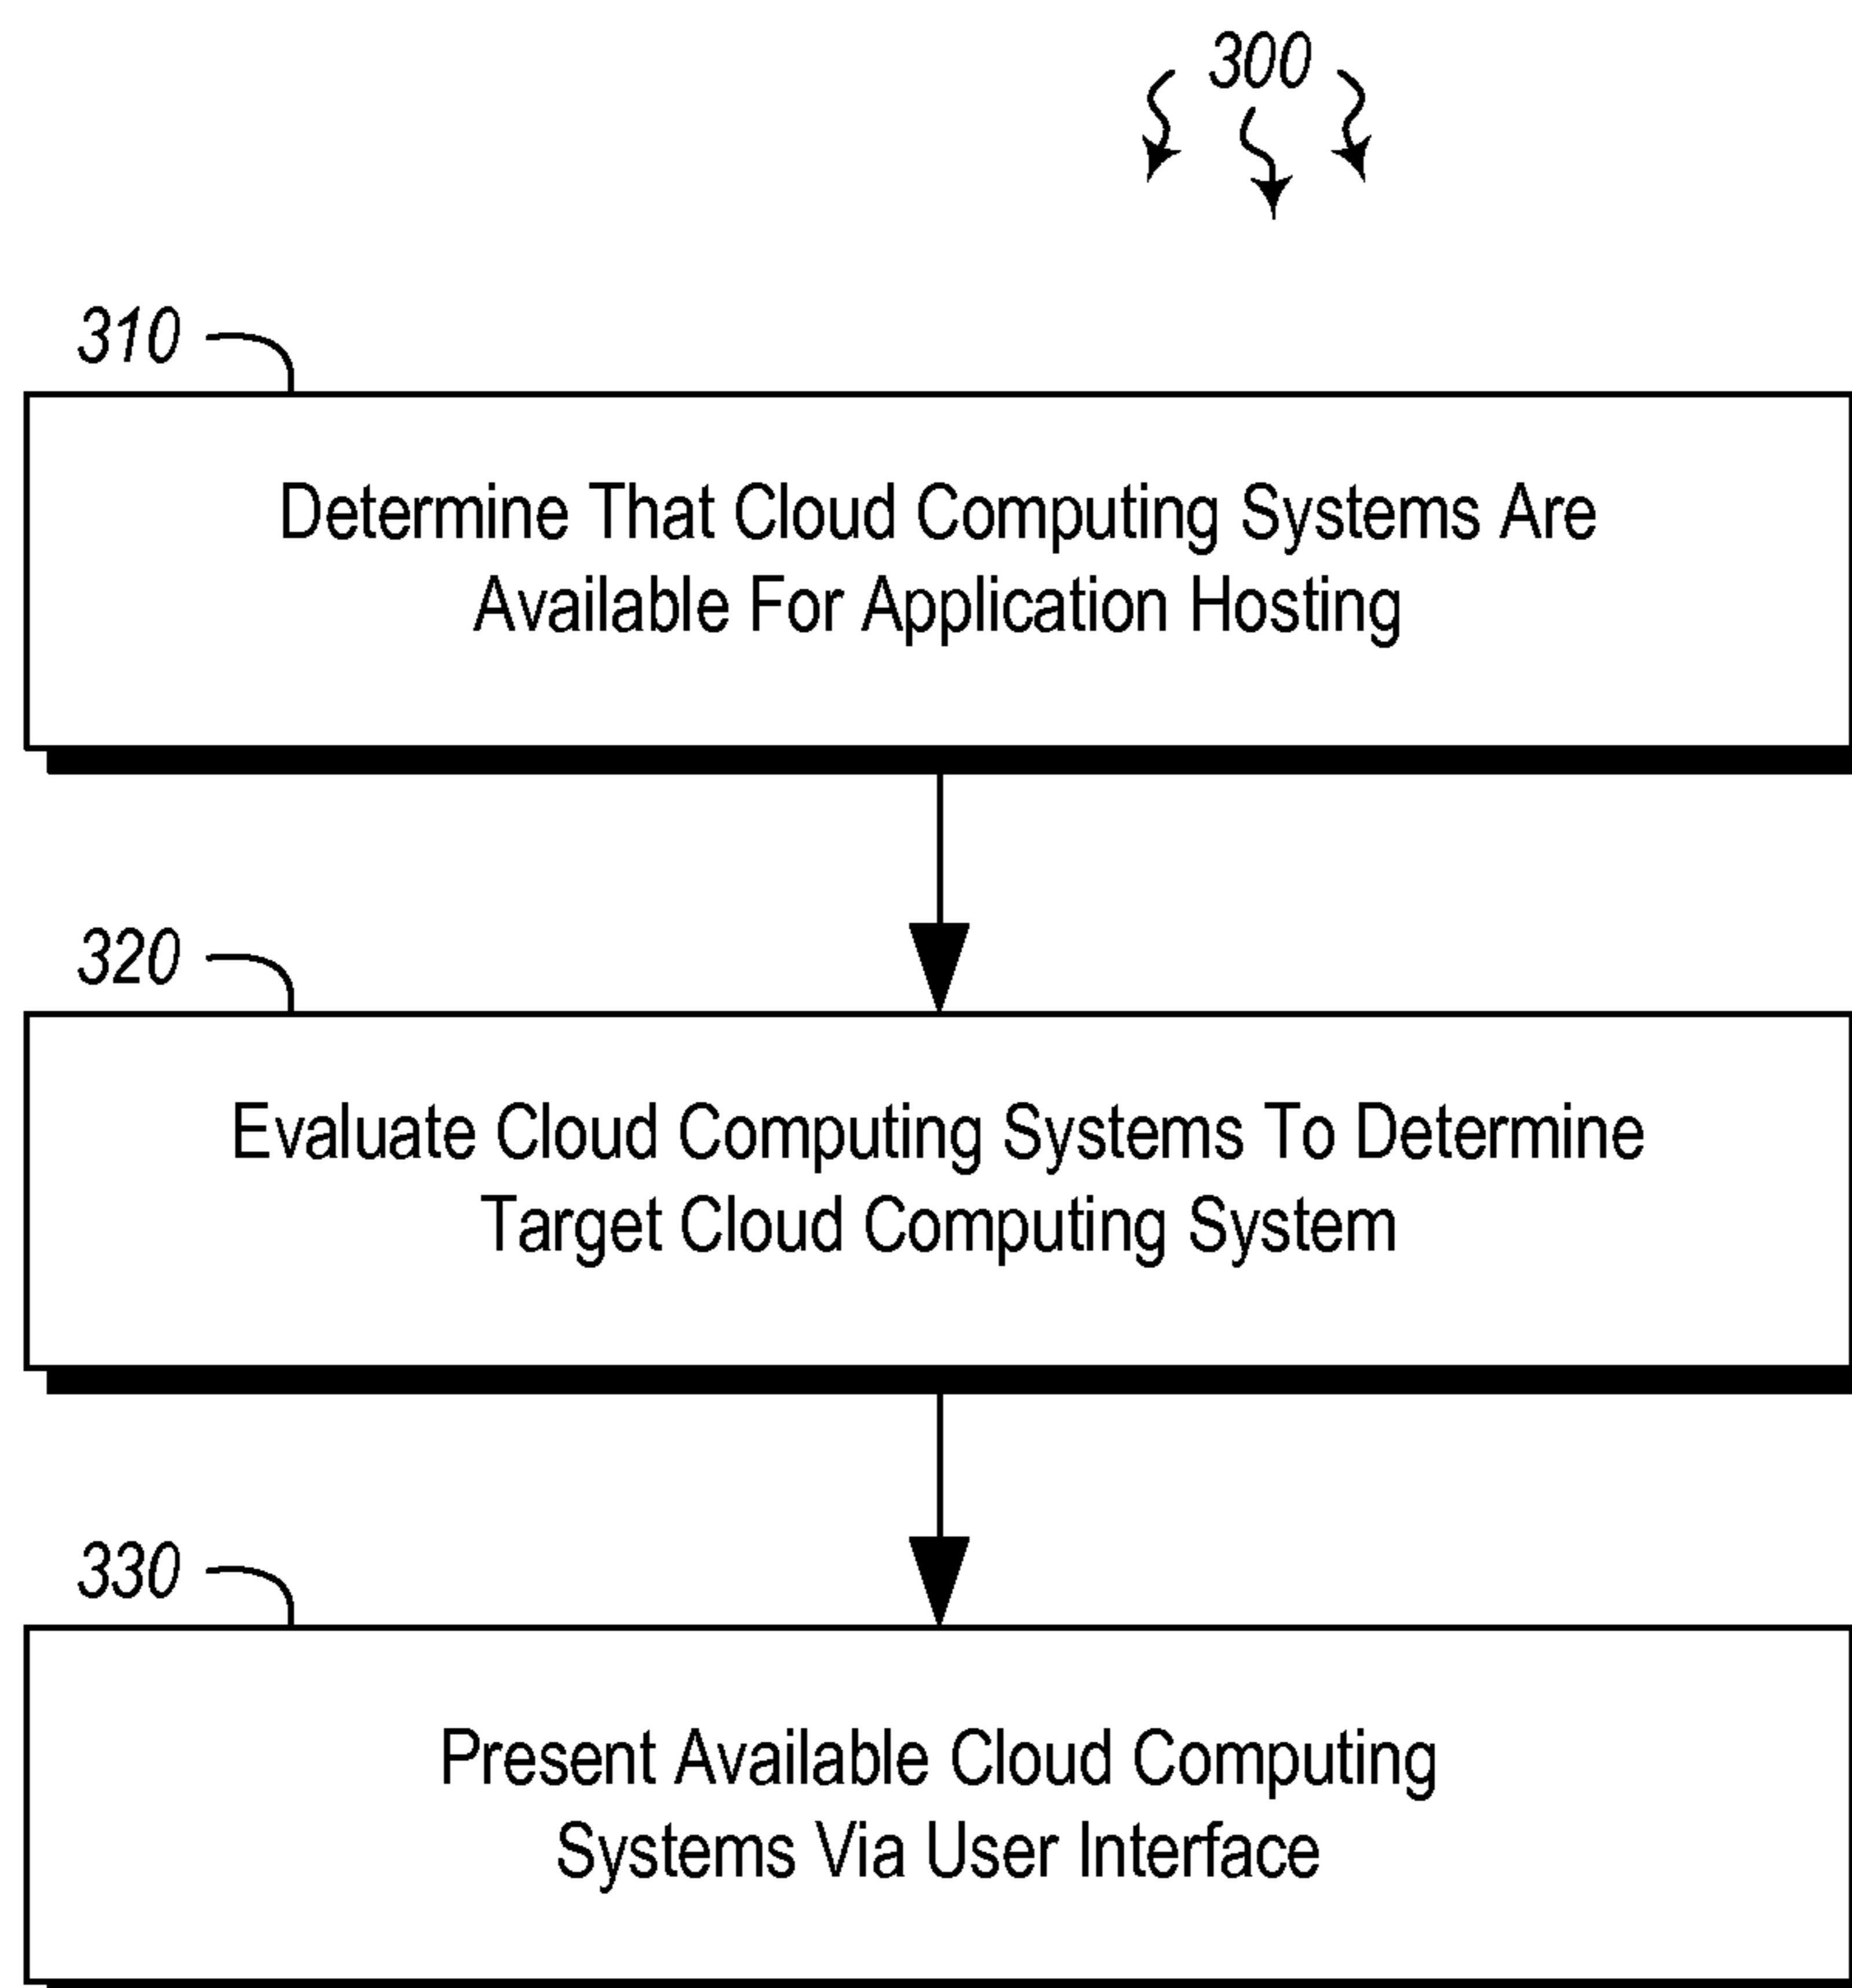 300
310
Determine That Cloud Computing Systems Are
Available For Application Hosting
320
Evaluate Cloud Computing Systems To Determine
Target Cloud Computing System
330
Present Available Cloud Computing
Systems Via User Interface